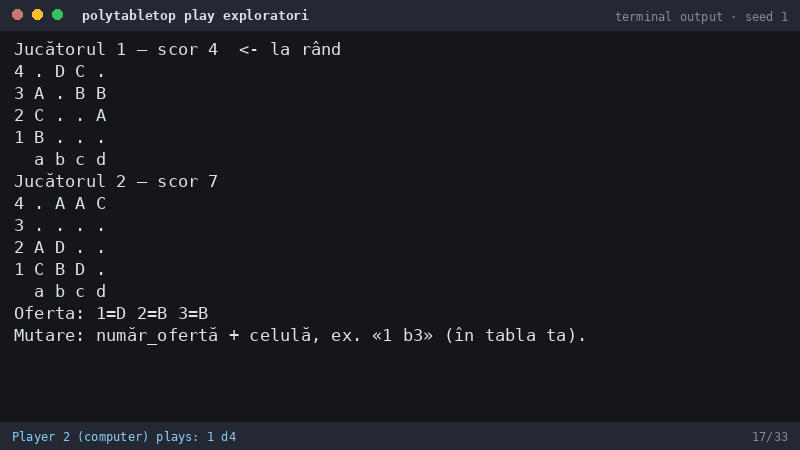 polytabletop play exploratori
terminal output · seed 1
Jucătorul 1 — scor 4  <- la rând
4 . D C .
3 A . B B
2 C . . A
1 B . . .
  a b c d
Jucătorul 2 — scor 7
4 . A A C
3 . . . .
2 A D . .
1 C B D .
  a b c d
Oferta: 1=D 2=B 3=B
Mutare: număr_ofertă + celulă, ex. «1 b3» (în tabla ta).
Player 2 (computer) plays: 1 d4
17/33